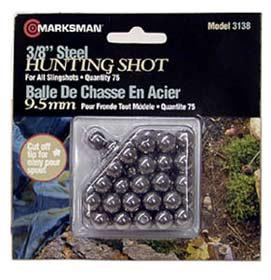 MARKSMAN
Model 3138
3/8" Steel
HUNTING SHOT
For All Slingshots • Quantity 75
Balle De Chasse En Acier
9.5mm Pour Fronde Tout Módele • Quantite 75
Cut off
tip for
easy pour
spout